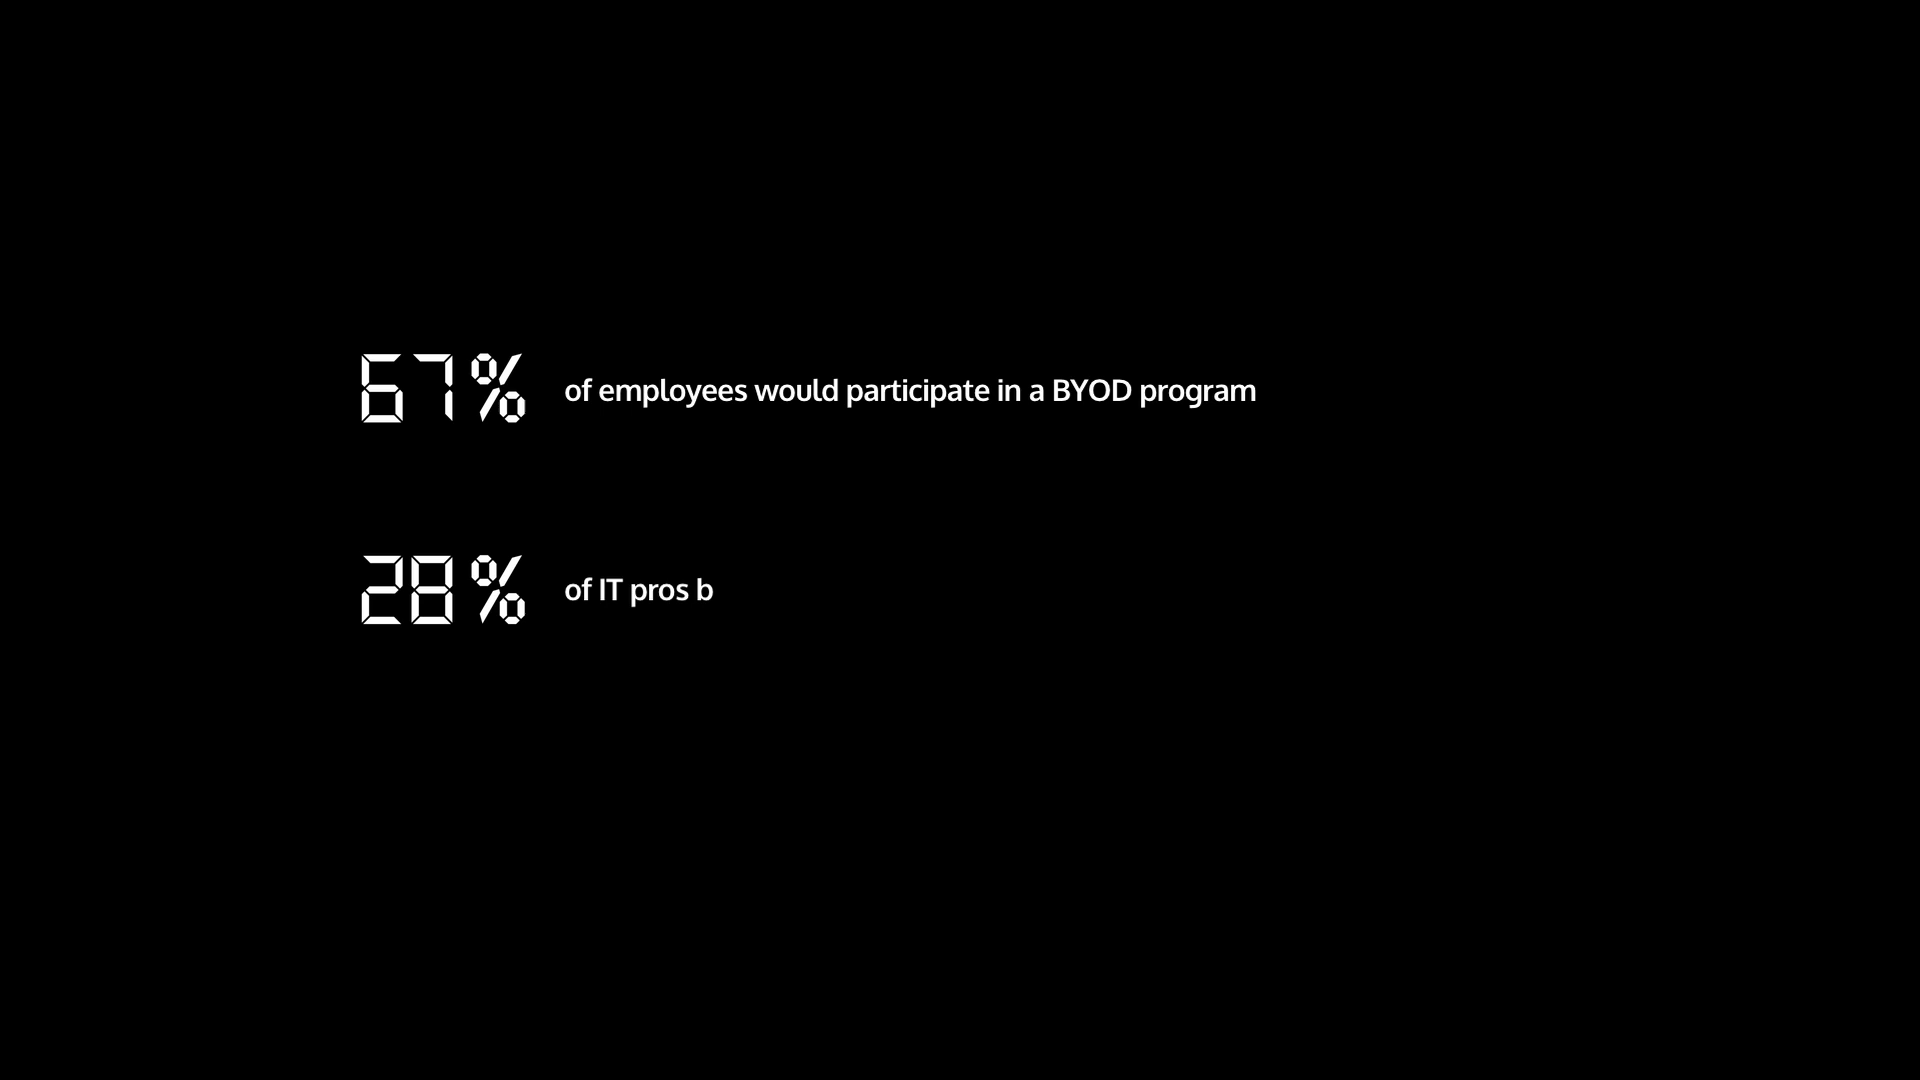 67% of employees would participate in a BYOD program
28% of IT pros b